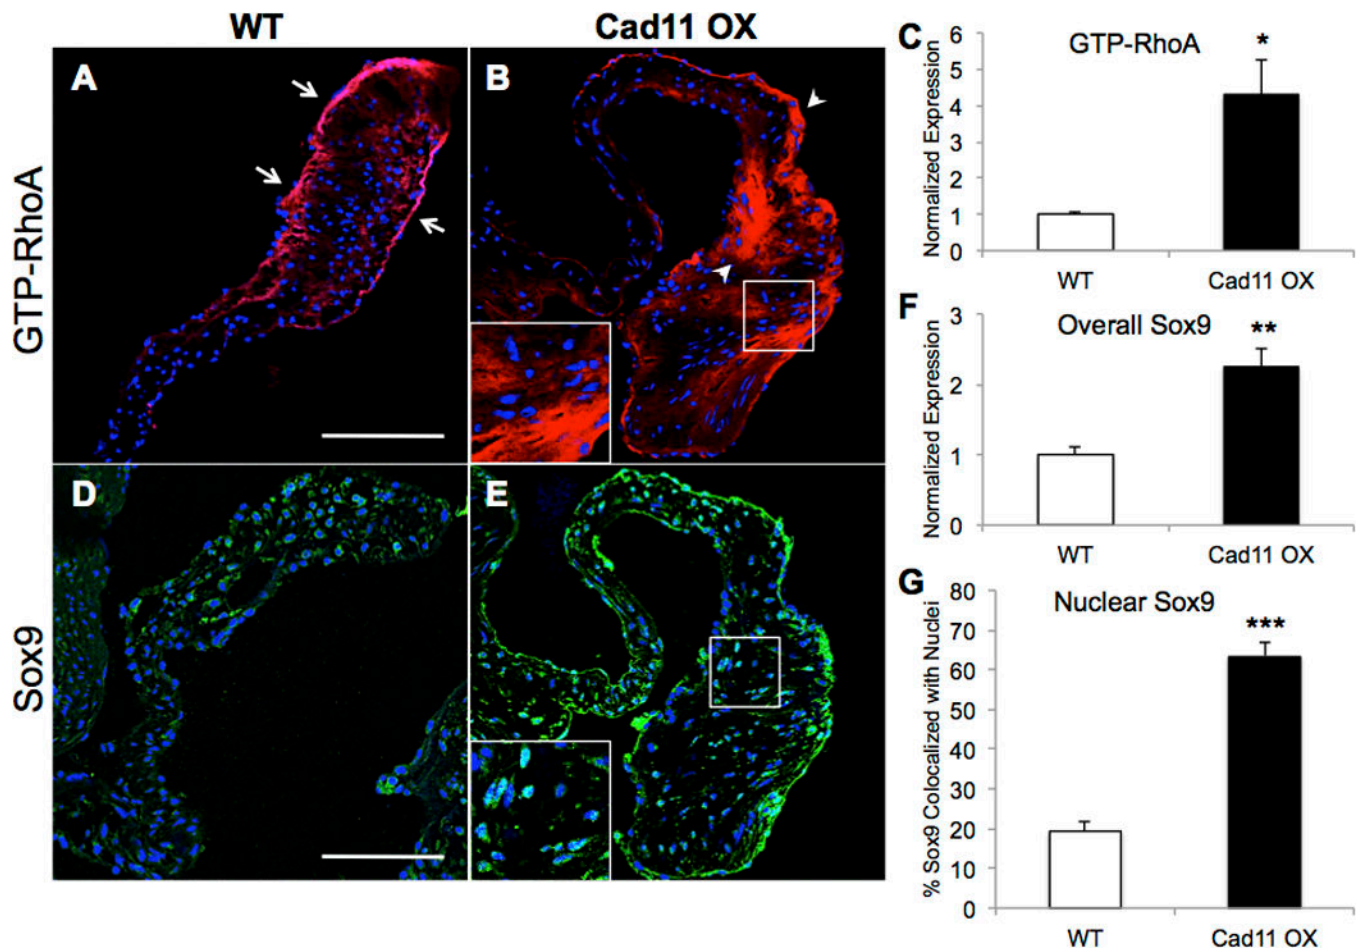 WT
Cad11 OX
GTP-RhoA
A
B
Sox9
D
E
C
GTP-RhoA
*
Normalized Expression
6
5
4
3
2
1
0
WT
Cad11 OX
F
Overall Sox9
**
Normalized Expression
3
2
1
0
WT
Cad11 OX
G
Nuclear Sox9
***
% Sox9 Colocalized with Nuclei
80
70
60
50
40
30
20
10
0
WT
Cad11 OX